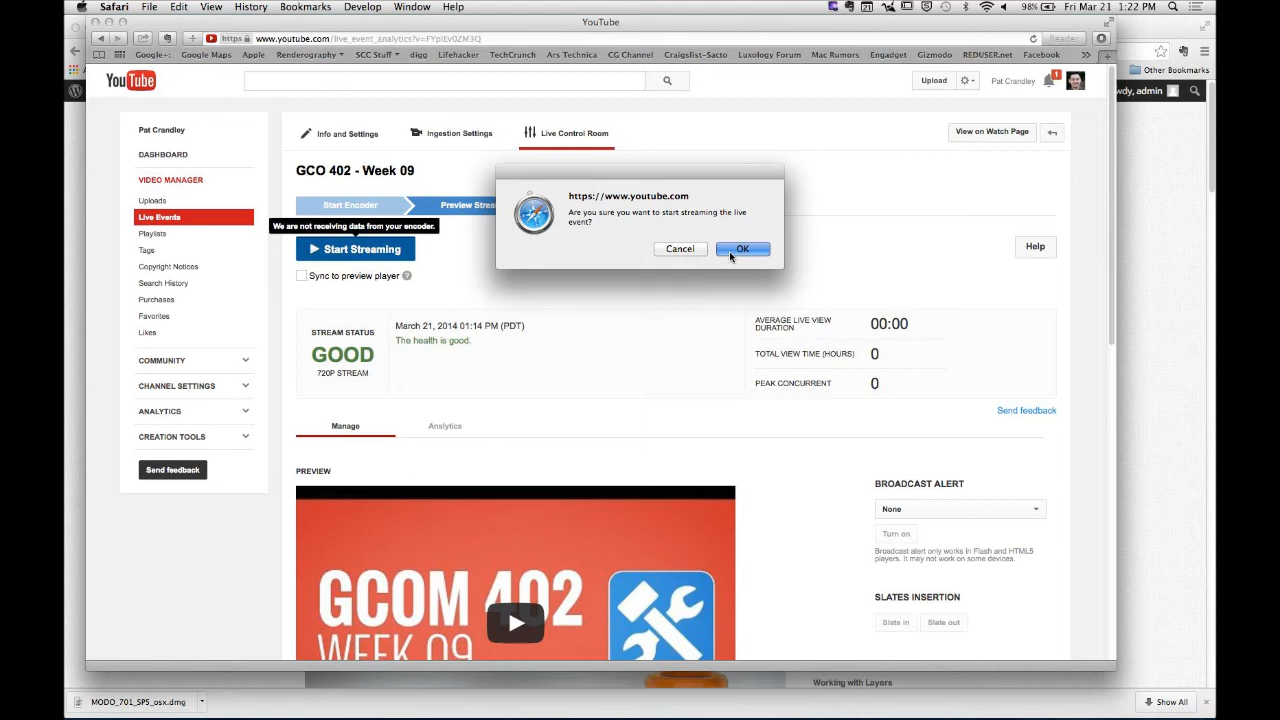 Safari File Edit View History Bookmarks Develop Window Help 21 98% Fri Mar 21 1:22 PM
YouTube
https www.youtube.com/live_event_analytics?v=FYpIEv0ZM3Q Reader
Google+ Google Maps Apple Renderography SCC Stuff digg Lifehacker TechCrunch Ars Technica CG Channel Craigslist-Sacto Luxology Forum Mac Rumors Engadget Gizmodo REDUSER.net Facebook
Other Bookmarks
YouTube
Upload
Pat Crandley
1
wdy, admin
Pat Crandley
DASHBOARD
VIDEO MANAGER
Uploads
Live Events
Playlists
Tags
Copyright Notices
Search History
Purchases
Favorites
Likes
COMMUNITY
CHANNEL SETTINGS
ANALYTICS
CREATION TOOLS
Send feedback
Info and Settings
Ingestion Settings
Live Control Room
View on Watch Page
GCO 402 - Week 09
Start Encoder
Preview Strea
We are not receiving data from your encoder.
Start Streaming
Sync to preview player ?
Help
https://www.youtube.com
Are you sure you want to start streaming the live
event?
Cancel
OK
STREAM STATUS
GOOD
720P STREAM
March 21, 2014 01:14 PM (PDT)
The health is good.
AVERAGE LIVE VIEW
DURATION
00:00
TOTAL VIEW TIME (HOURS)
0
PEAK CONCURRENT
0
Send feedback
Manage
Analytics
PREVIEW
GCOM 402
WEEK 09
BROADCAST ALERT
None
Turn on
Broadcast alert only works in Flash and HTML5
players. It may not work on some devices.
SLATES INSERTION
Slate in
Slate out
Working with Layers
MODO_701_SP5_osx.dmg
Show All